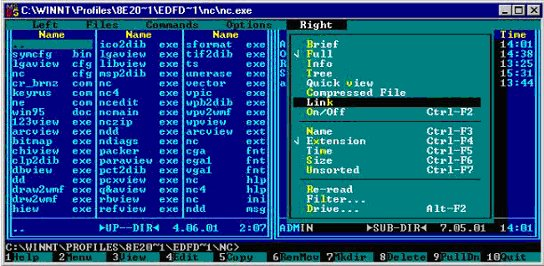 C:\WINNT\Profiles\8E20~1\EDFD~1\nc\nc.exe
Left Files Commands Options Right
Name Name Name Time
.. ico2dib exe sformat exe 14:01
symcfg bin lgaview exe tif2dib exe 14:38
lgaview cfg libview exe ts exe 13:25
nc cfg msp2dib exe unerase exe 15:31
cr_brnz com nc exe vector exe 13:44
keyrus com nc4 exe vpic exe
ne com ncedit exe wpb2dib exe
win95 doc ncmain exe wpv2wmf exe
123view exe nczip exe wpview exe
arcview exe ndd exe arcview ext
bitmap exe ndiags exe nc ext
chiview exe packer exe cga fnt
clp2dib exe paraview exe ega1 fnt
dbview exe pct2dib exe vga1 fnt
dd exe pcxview exe nc hlp
draw2wmf exe q&aview exe nc4 hlp
drw2wmf exe rbview exe nc ini
hiew exe refview exe ndd msg
.. ►UP--DIR◄ 4.06.01 2:07
Brief
√ Full
Info
Tree
Quick view
Compressed File
Link
On/Off Ctrl-F2
Name Ctrl-F3
√ Extension Ctrl-F4
Time Ctrl-F5
Size Ctrl-F6
Unsorted Ctrl-F7
Re-read
Filter...
Drive... Alt-F2
ADMIN ►SUB-DIR◄ 7.05.01 14:01
C:\WINNT\PROFILES\8E20~1\EDFD~1\NC>
1Help 2Menu 3View 4Edit 5Copy 6RenMov 7Mkdir 8Delete 9PullDn 10Quit